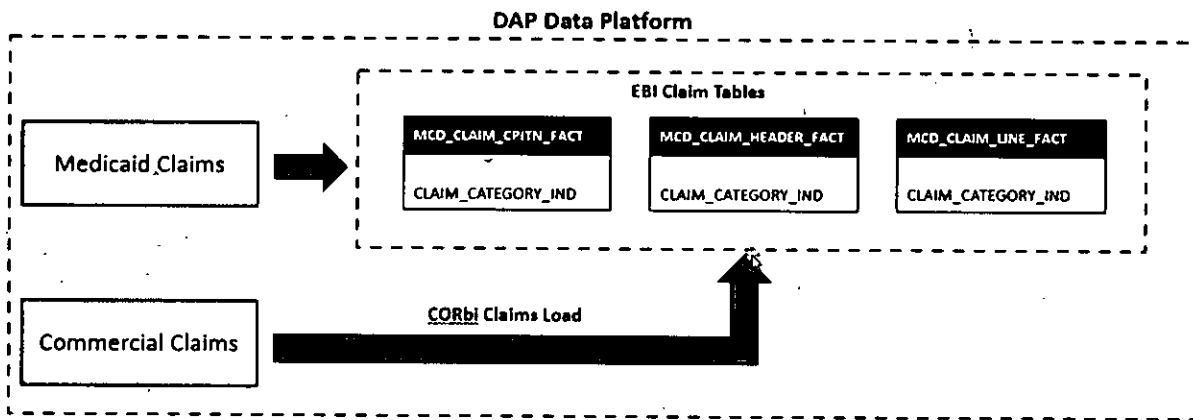 DAP Data Platform
EBI Claim Tables
MCD_CLAIM_CPITN_FACT
MCD_CLAIM_HEADER_FACT
MCD_CLAIM_LINE_FACT
Medicaid Claims
CLAIM_CATEGORY_IND
CLAIM_CATEGORY_IND
CLAIM_CATEGORY_IND
CORbi Claims Load
Commercial Claims